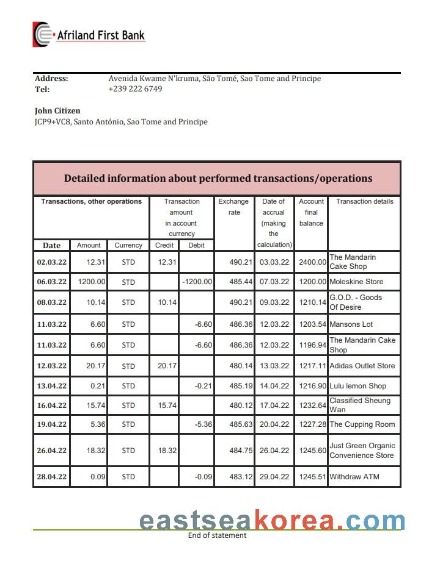 Afriland First Bank
Address: Avenida Kwame N'kruma, São Tomé, Sao Tome and Principe
Tel: +239 222 6749
John Citizen
JCP9+VC8, Santo António, Sao Tome and Principe
Detailed information about performed transactions/operations
Transactions, other operations
Transaction amount in account currency
Exchange rate
Date of accrual (making the calculation)
Account final balance
Transaction details
Date Amount Currency Credit Debit
02.03.22 12.31 STD 12.31 490.21 03.03.22 2400.00 The Mandarin Cake Shop
06.03.22 1200.00 STD -1200.00 485.44 07.03.22 1200.00 Moleskine Store
08.03.22 10.14 STD 10.14 490.21 09.03.22 1210.14 G.O.D. - Goods Of Desire
11.03.22 6.60 STD -6.60 486.36 12.03.22 1203.54 Mansons Lot
11.03.22 6.60 STD -6.60 486.36 12.03.22 1196.94 The Mandarin Cake Shop
12.03.22 20.17 STD 20.17 480.14 13.03.22 1217.11 Adidas Outlet Store
13.04.22 0.21 STD -0.21 485.19 14.04.22 1216.90 Lulu lemon Shop
16.04.22 15.74 STD 15.74 480.12 17.04.22 1232.64 Classified Sheung Wan
19.04.22 5.36 STD -5.36 485.63 20.04.22 1227.28 The Cupping Room
26.04.22 18.32 STD 18.32 484.75 26.04.22 1245.60 Just Green Organic Convenience Store
28.04.22 0.09 STD -0.09 483.12 29.04.22 1245.51 Withdraw ATM
eastseakorea.com
End of statement